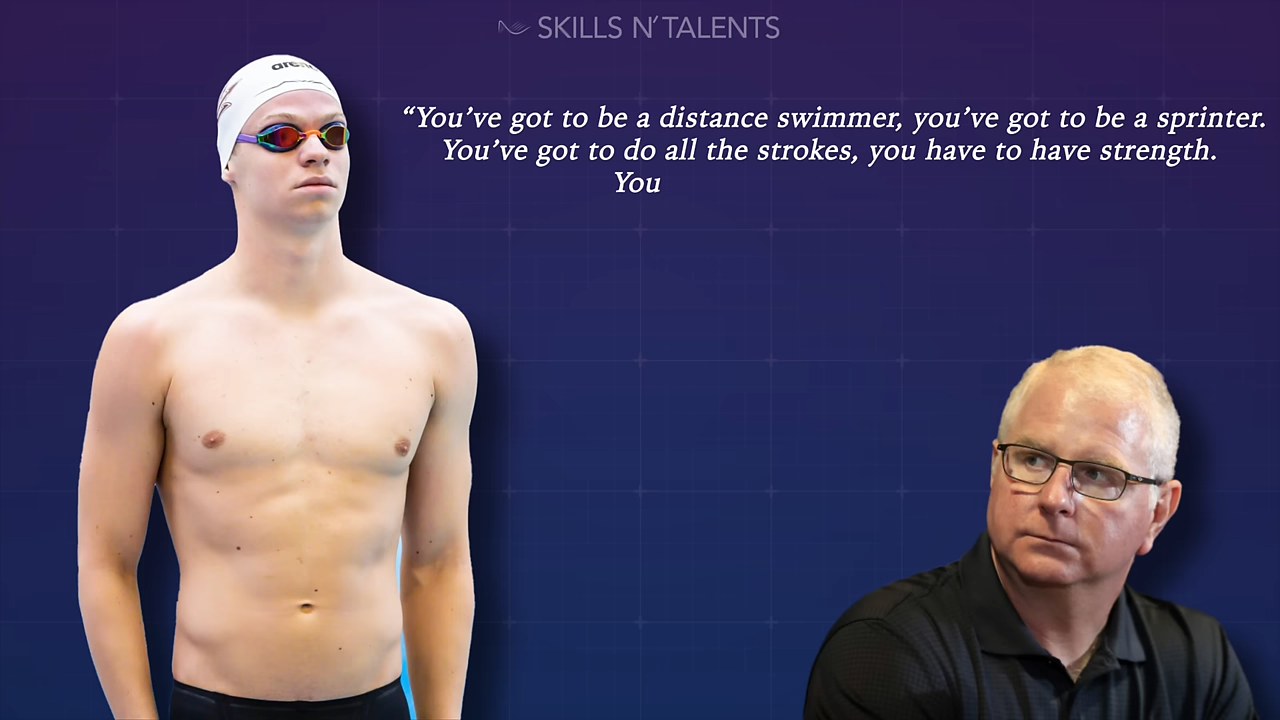 SKILLS N' TALENTS
“You’ve got to be a distance swimmer, you’ve got to be a sprinter.
You’ve got to do all the strokes, you have to have strength.
You